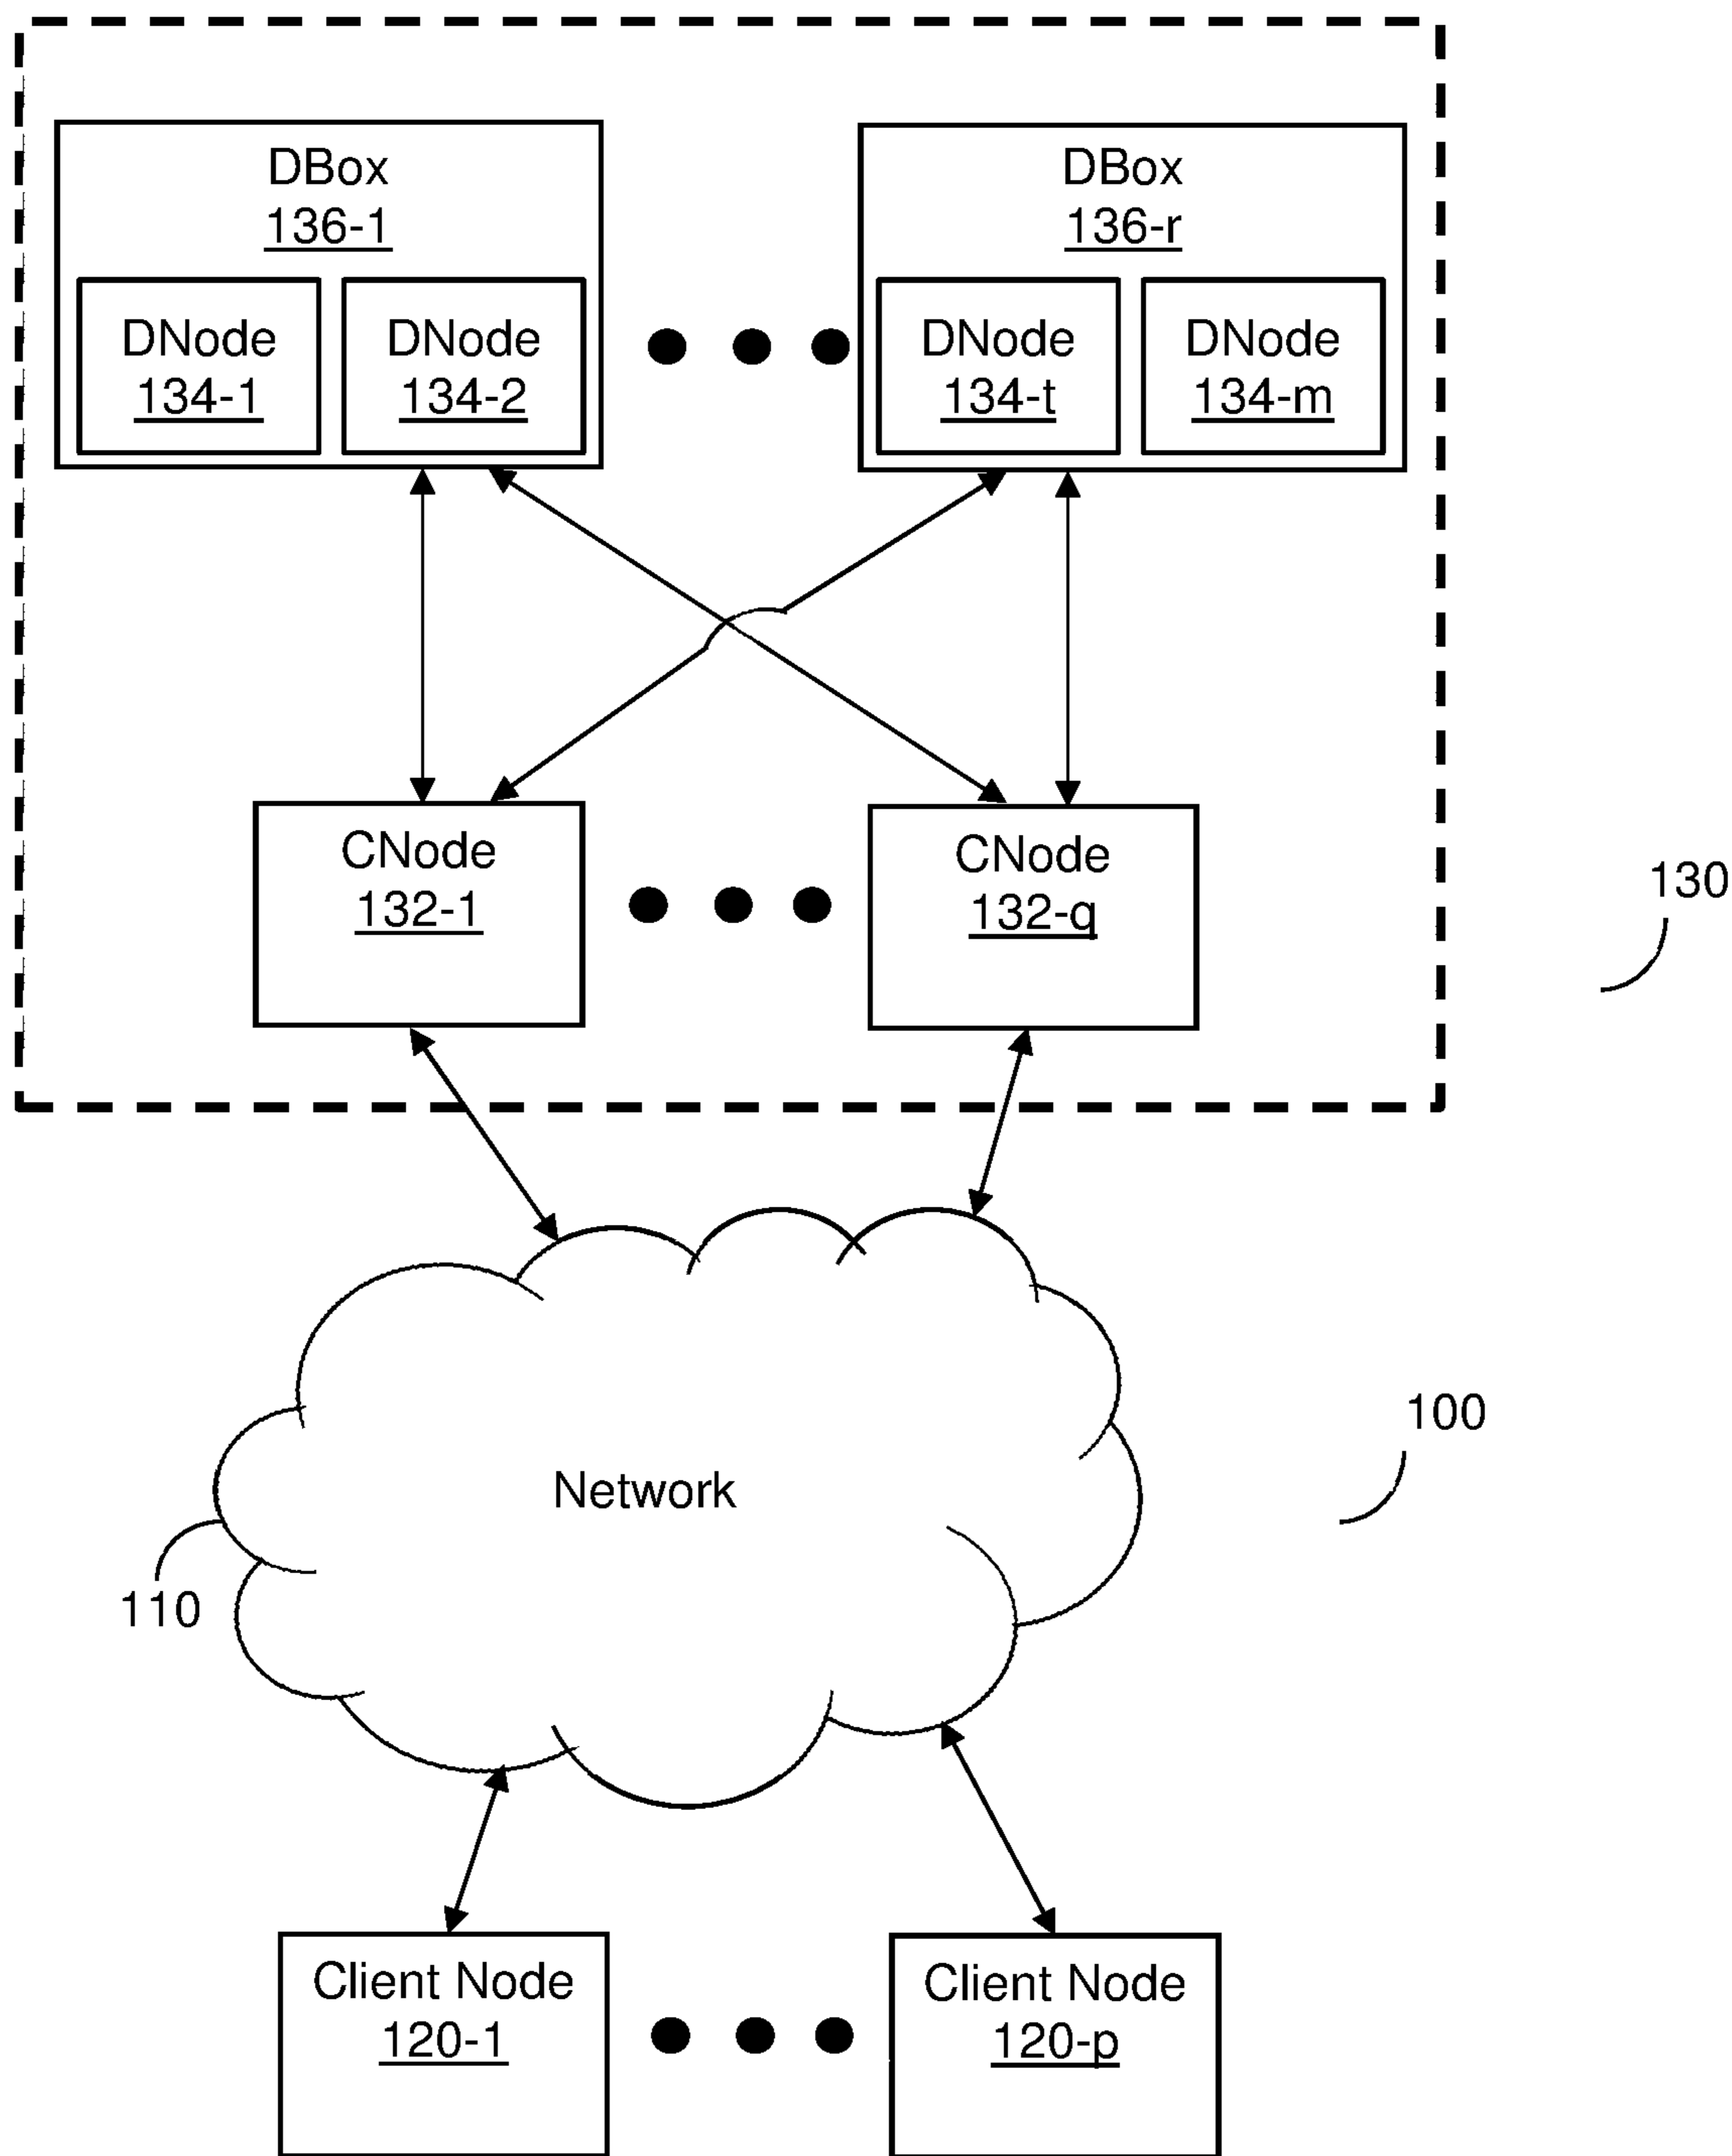 DBox
136-1
DBox
136-r
DNode
134-1
DNode
134-2
DNode
134-t
DNode
134-m
CNode
132-1
CNode
132-q
130
100
Network
110
Client Node
120-1
Client Node
120-p